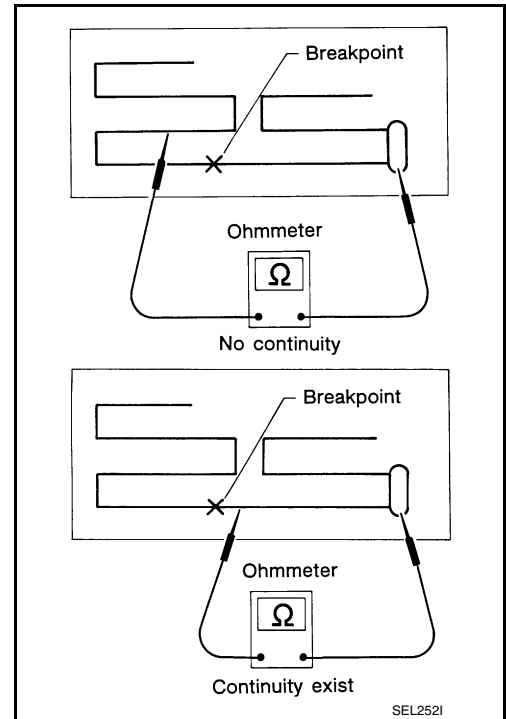 Breakpoint
Ohmmeter
Ω
No continuity
Breakpoint
Ohmmeter
Ω
Continuity exist
SEL252I